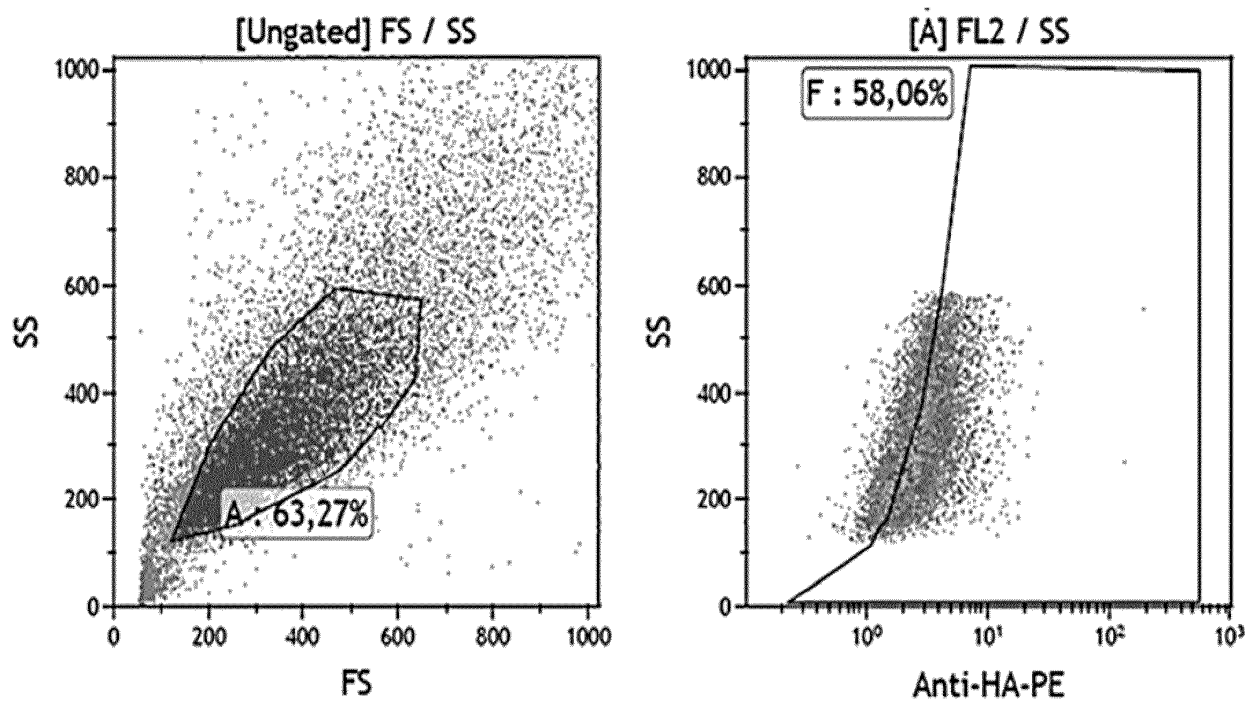 [Ungated] FS / SS
1000
800
600
400
200
0
SS
A : 63,27%
0 200 400 600 800 1000
FS
[A] FL2 / SS
1000
800
600
400
200
0
SS
F : 58,06%
10⁰ 10¹ 10² 10³
Anti-HA-PE